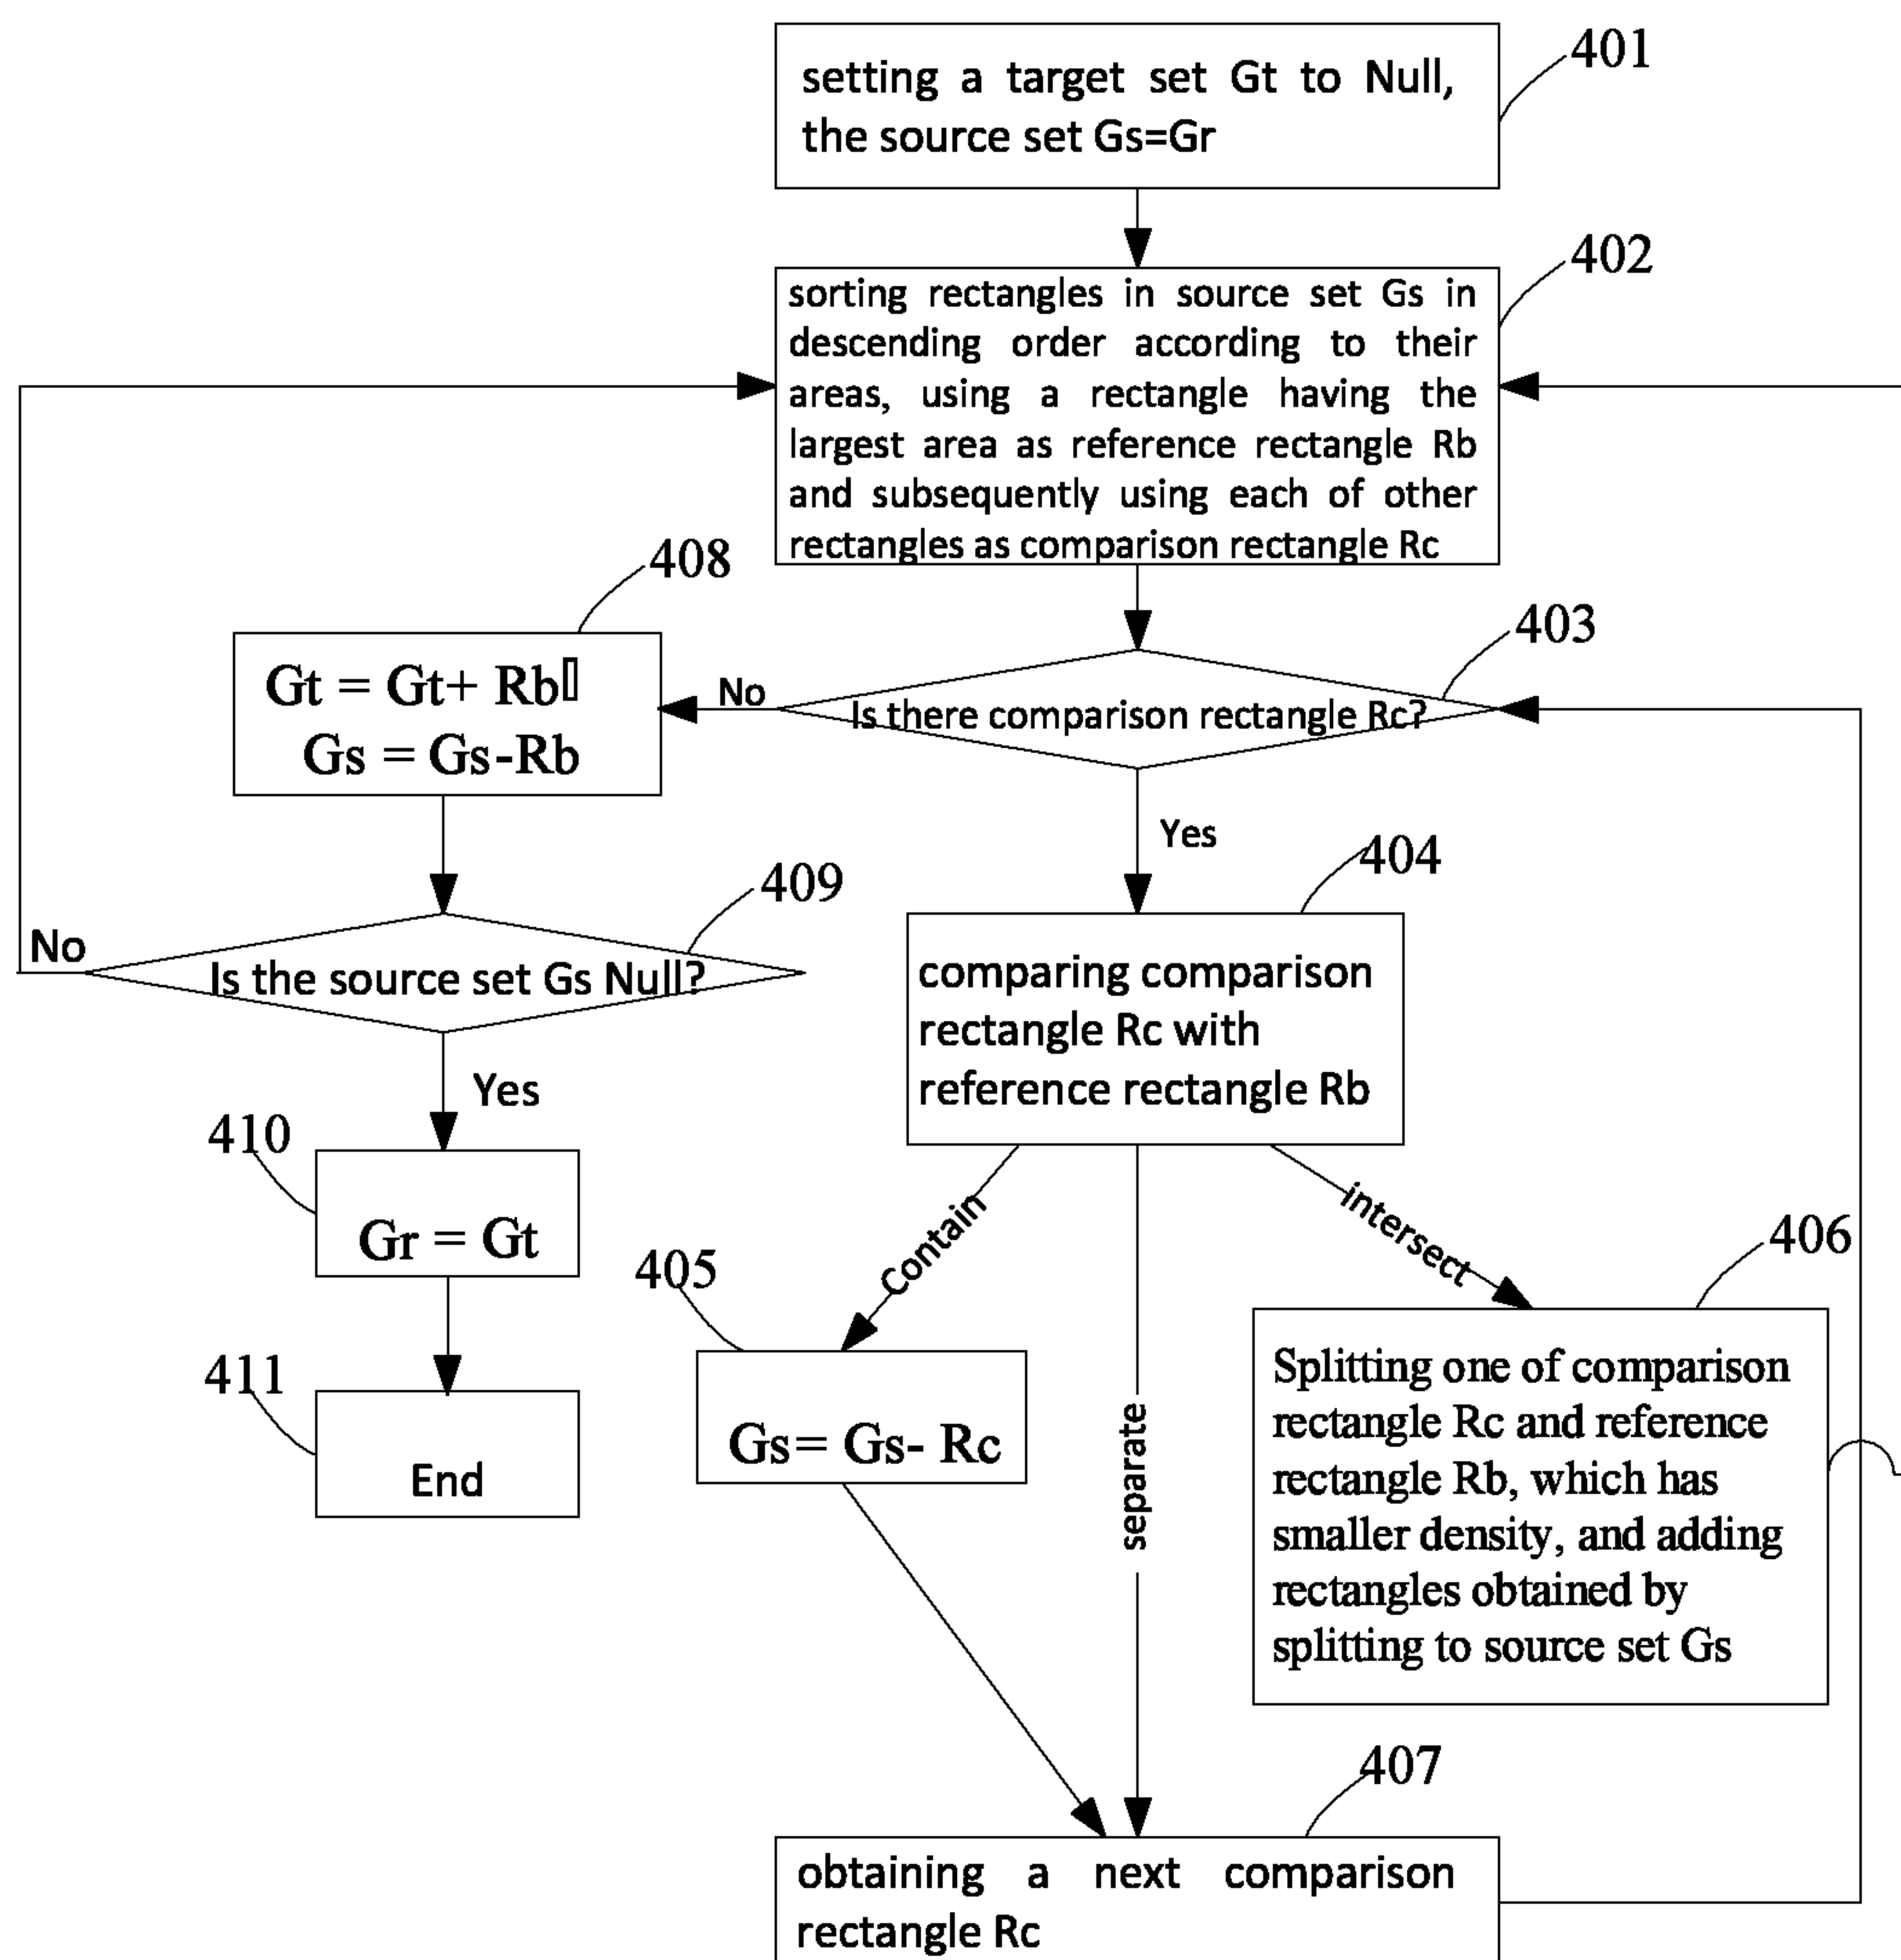 401
setting a target set Gt to Null,
the source set Gs=Gr
402
sorting rectangles in source set Gs in
descending order according to their
areas, using a rectangle having the
largest area as reference rectangle Rb
and subsequently using each of other
rectangles as comparison rectangle Rc
408
Gt = Gt+ Rb▯
Gs = Gs-Rb
403
No
Is there comparison rectangle Rc?
Yes
404
409
No
Is the source set Gs Null?
comparing comparison
rectangle Rc with
reference rectangle Rb
Yes
410
Gr = Gt
Contain
separate
intersect
405
Gs= Gs- Rc
406
Splitting one of comparison
rectangle Rc and reference
rectangle Rb, which has
smaller density, and adding
rectangles obtained by
splitting to source set Gs
411
End
407
obtaining a next comparison
rectangle Rc